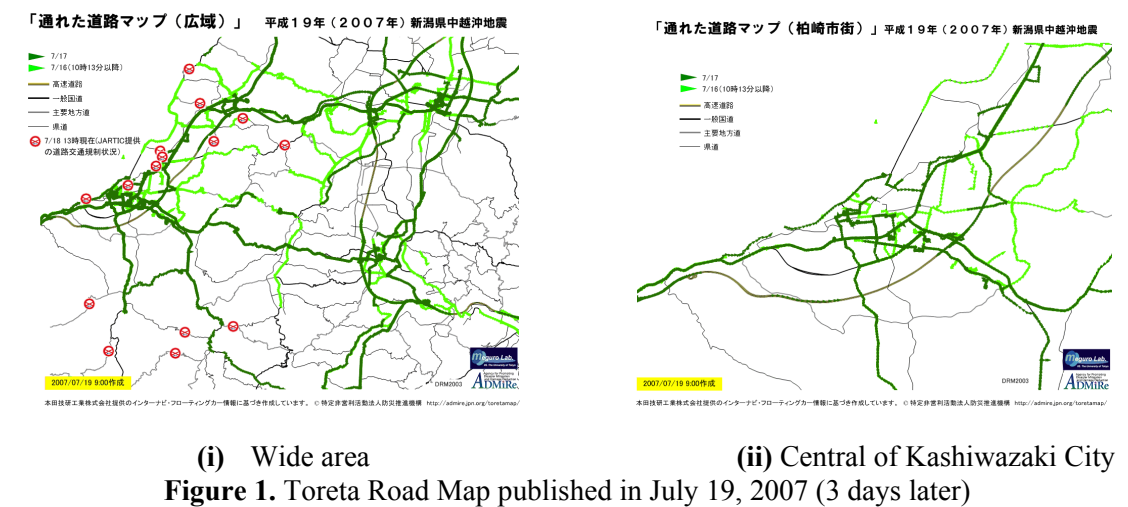 「通れた道路マップ（広域）」 平成１９年（２００７年）新潟県中越沖地震
7/17
7/16(10時13分以降)
高速道路
一般国道
主要地方道
県道
7/18 13時現在(JARTIC提供
の道路交通規制状況)
Meguro Lab.
ADMiRe
2007/07/19 9:00作成
DRM2003
本田技研工業株式会社提供のインターナビ・フローティングカー情報に基づき作成しています。 © 特定非営利活動法人防災推進機構 http://admire.jpn.org/toretamap/
「通れた道路マップ（柏崎市街）」平成１９年（２００７年）新潟県中越沖地震
7/17
7/16(10時13分以降)
高速道路
一般国道
主要地方道
県道
Meguro Lab.
ADMiRe
2007/07/19 9:00作成
DRM2003
本田技研工業株式会社提供のインターナビ・フローティングカー情報に基づき作成しています。 © 特定非営利活動法人防災推進機構 http://admire.jpn.org/toretamap/
(i) Wide area
(ii) Central of Kashiwazaki City
Figure 1. Toreta Road Map published in July 19, 2007 (3 days later)